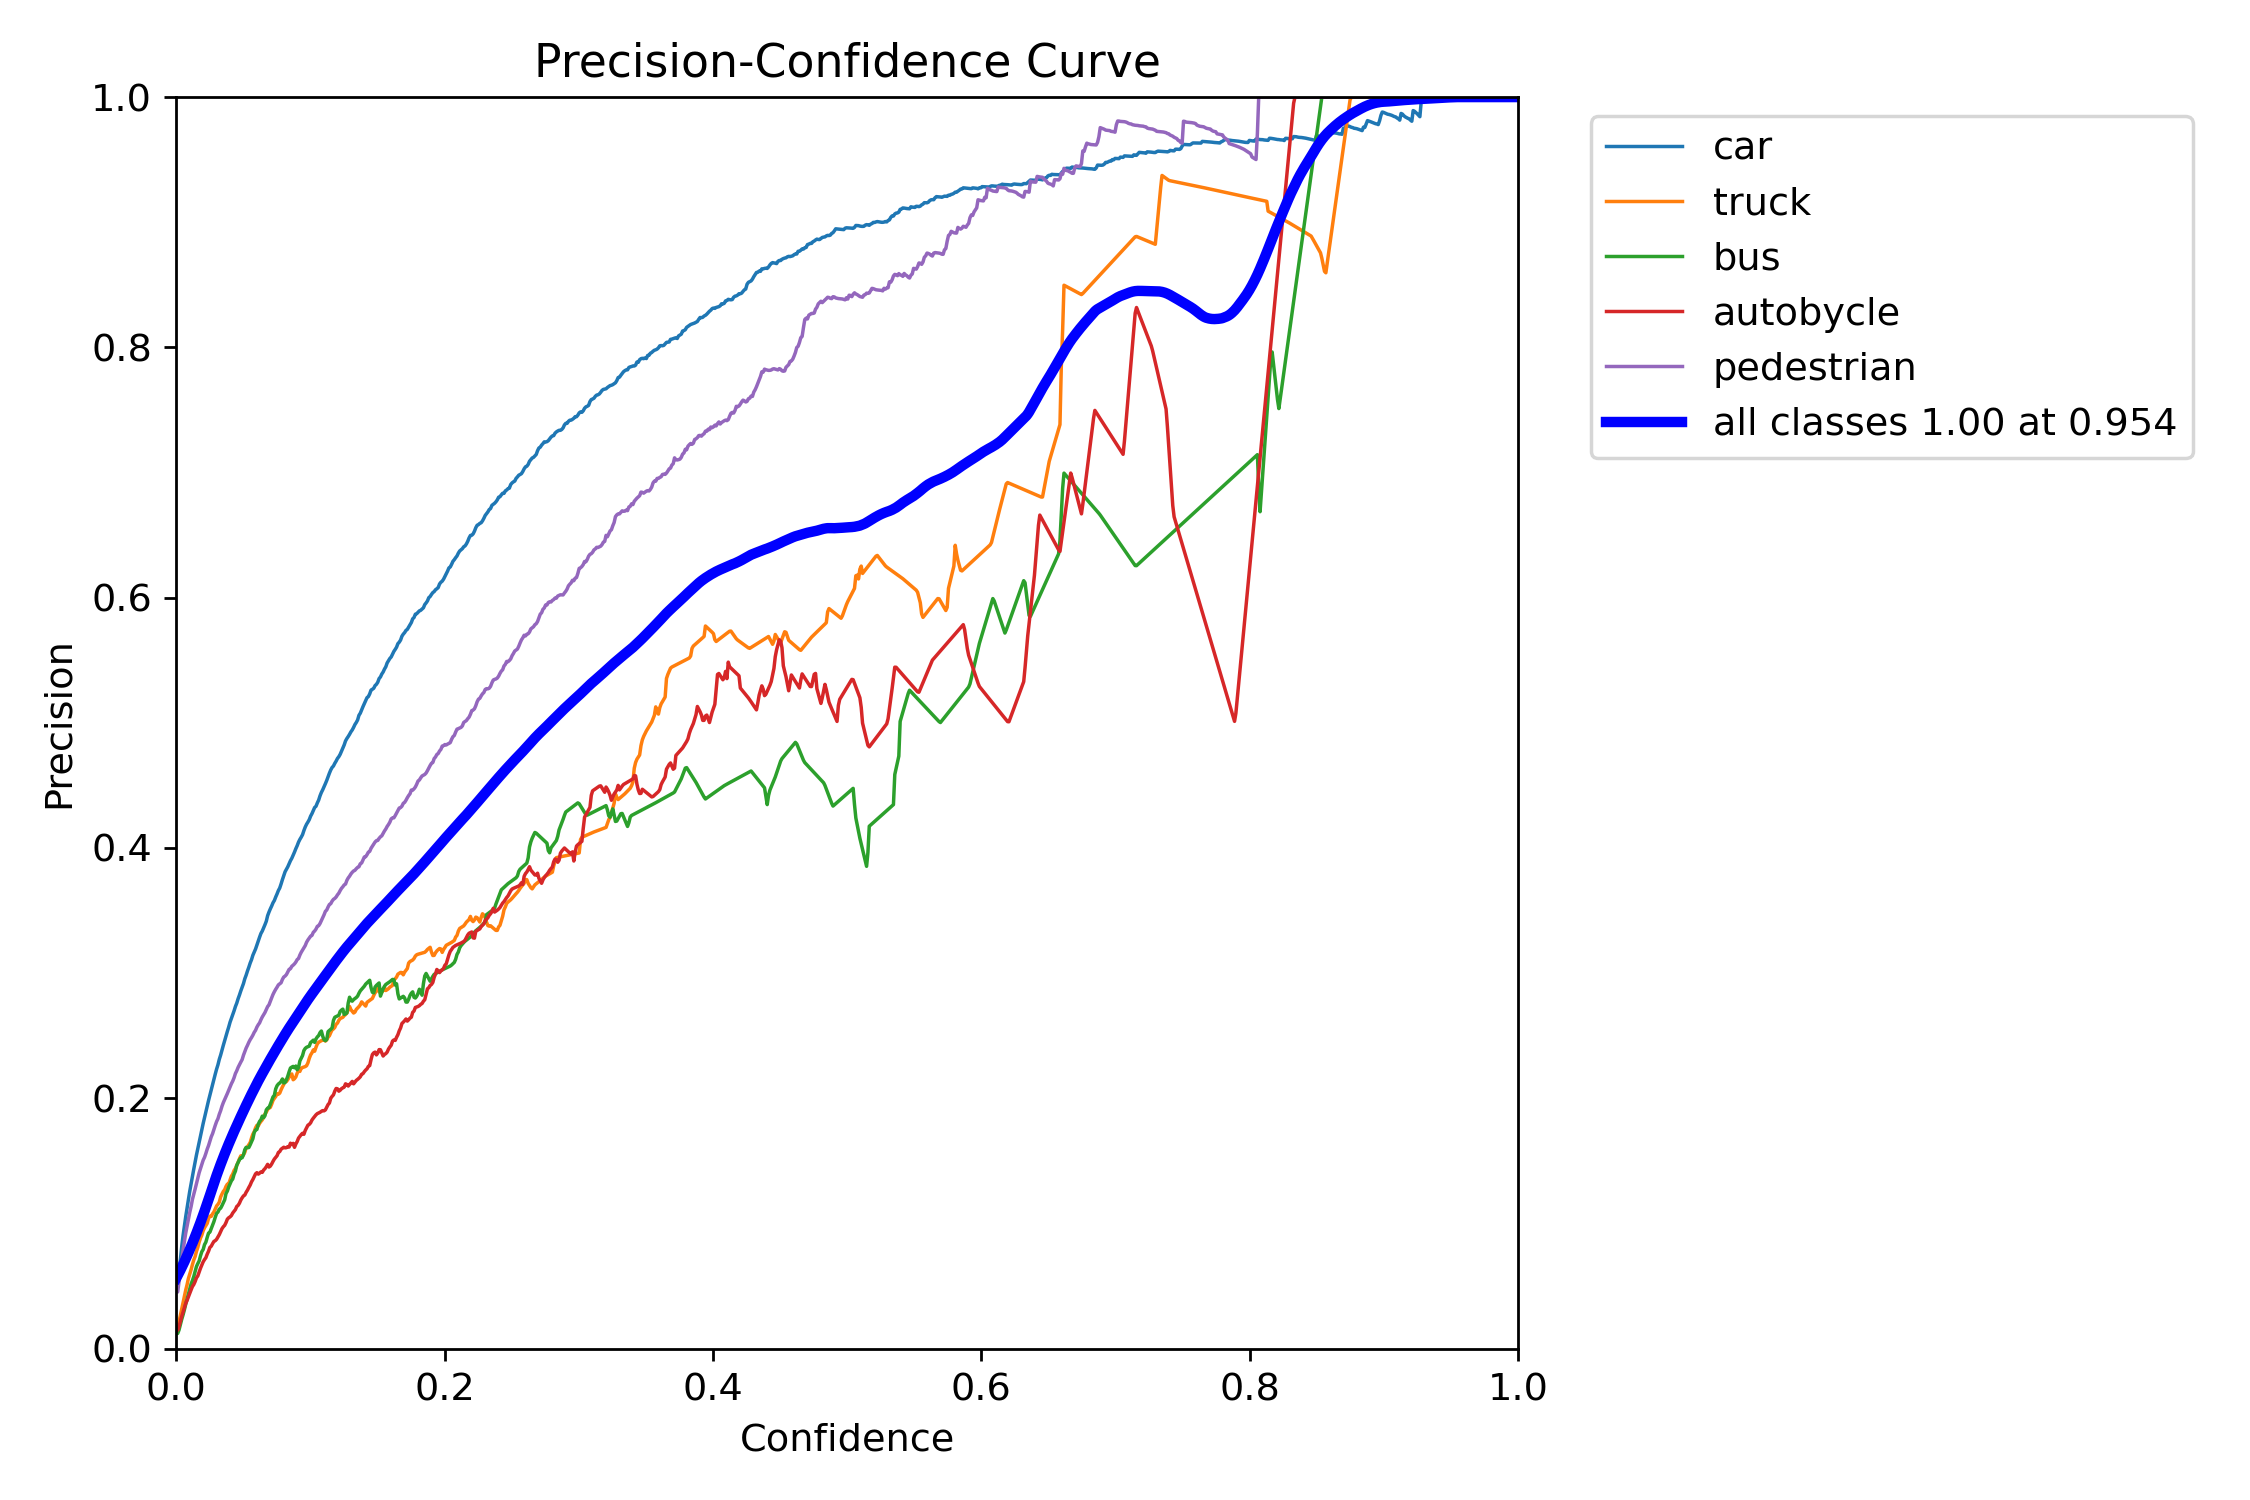 Precision-Confidence Curve
1.0
0.8
0.6
0.4
0.2
0.0
Precision
0.0 0.2 0.4 0.6 0.8 1.0
Confidence
car
truck
bus
autobycle
pedestrian
all classes 1.00 at 0.954